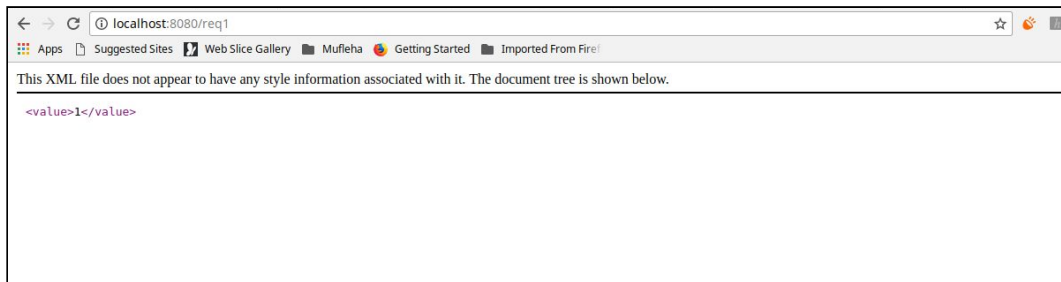 localhost:8080/req1
Apps Suggested Sites Web Slice Gallery Mufleha Getting Started Imported From Firef
This XML file does not appear to have any style information associated with it. The document tree is shown below.
<value>1</value>